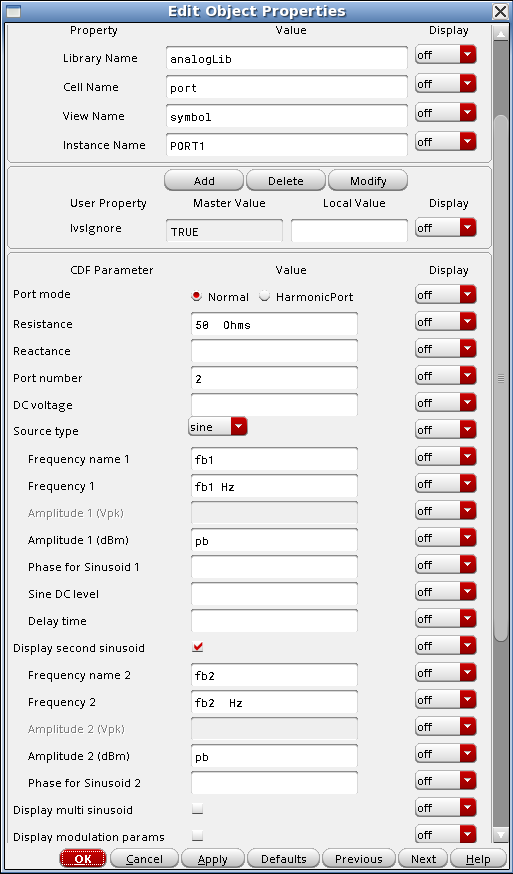 Edit Object Properties
Property Value Display
Library Name analogLib off
Cell Name port off
View Name symbol off
Instance Name PORT1 off
Add Delete Modify
User Property Master Value Local Value Display
lvsIgnore TRUE off
CDF Parameter Value Display
Port mode Normal HarmonicPort off
Resistance 50 Ohms off
Reactance off
Port number 2 off
DC voltage off
Source type sine off
Frequency name 1 fb1 off
Frequency 1 fb1 Hz off
Amplitude 1 (Vpk) off
Amplitude 1 (dBm) pb off
Phase for Sinusoid 1 off
Sine DC level off
Delay time off
Display second sinusoid off
Frequency name 2 fb2 off
Frequency 2 fb2 Hz off
Amplitude 2 (Vpk) off
Amplitude 2 (dBm) pb off
Phase for Sinusoid 2 off
Display multi sinusoid off
Display modulation params off
OK Cancel Apply Defaults Previous Next Help